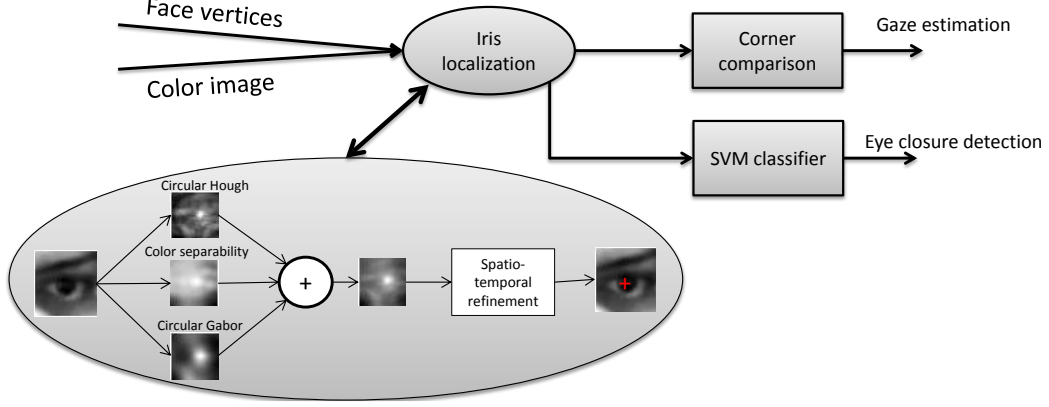 Face vertices
Color image
Iris
localization
Corner
comparison
Gaze estimation
SVM classifier
Eye closure detection
Circular Hough
Color separability
Circular Gabor
+
Spatio-
temporal
refinement
+